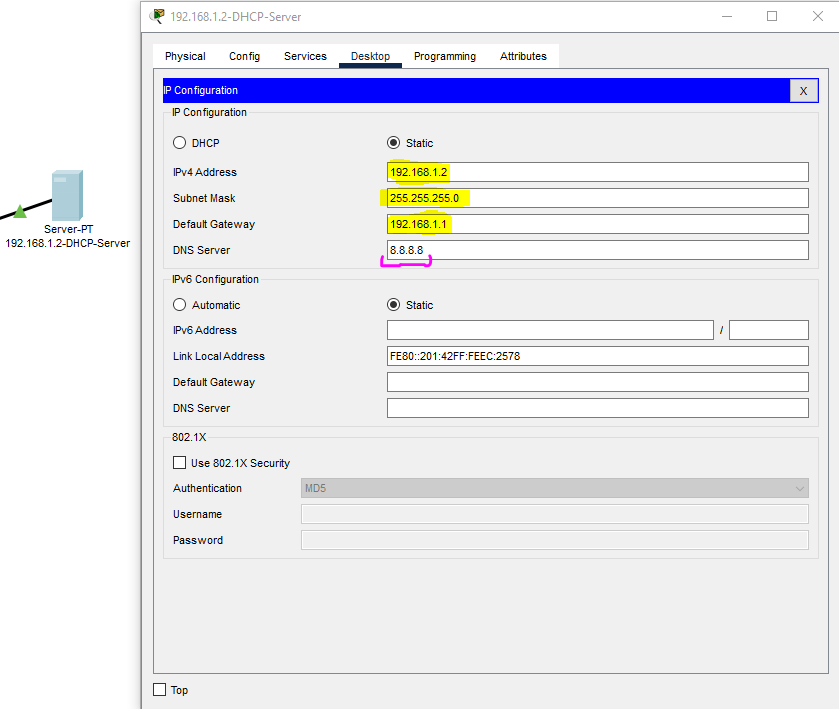 192.168.1.2-DHCP-Server
Physical Config Services Desktop Programming Attributes
IP Configuration X
IP Configuration
DHCP Static
IPv4 Address 192.168.1.2
Subnet Mask 255.255.255.0
Default Gateway 192.168.1.1
DNS Server 8.8.8.8
IPv6 Configuration
Automatic Static
IPv6 Address /
Link Local Address FE80::201:42FF:FEEC:2578
Default Gateway
DNS Server
802.1X
Use 802.1X Security
Authentication MD5
Username
Password
Top
Server-PT
192.168.1.2-DHCP-Server